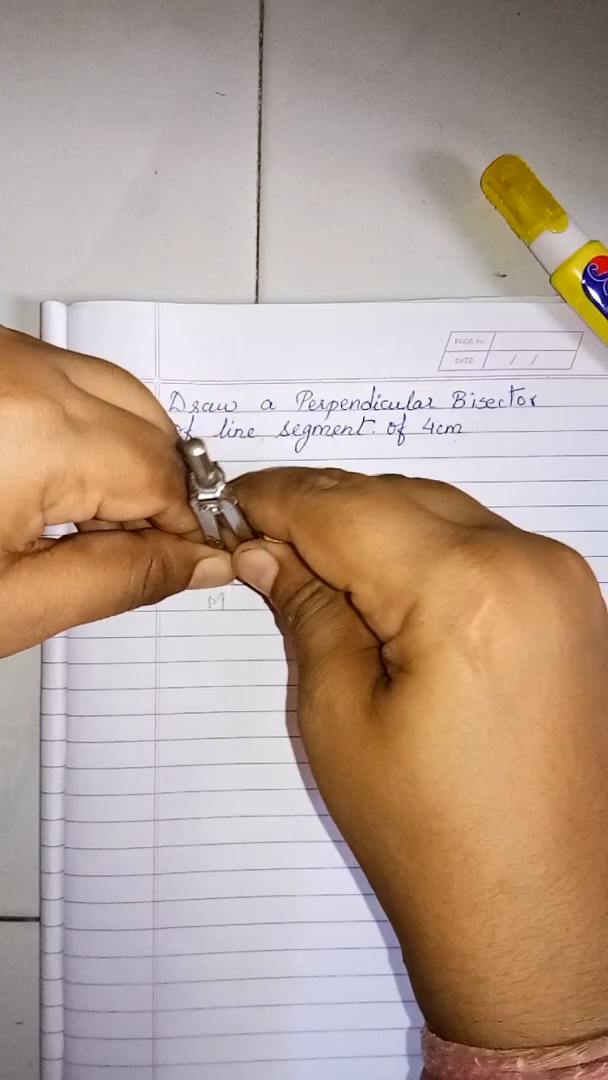 PAGE No.
DATE / /
Draw a Perpendicular Bisector
of line segment. of 4cm